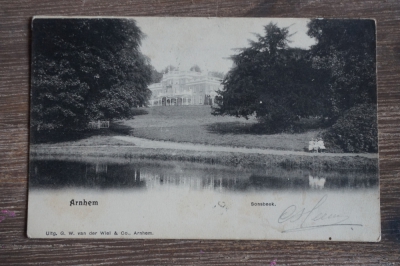 Arnhem
Sonsbeek.
Uitg. G. W. van der Wiel & Co., Arnhem.